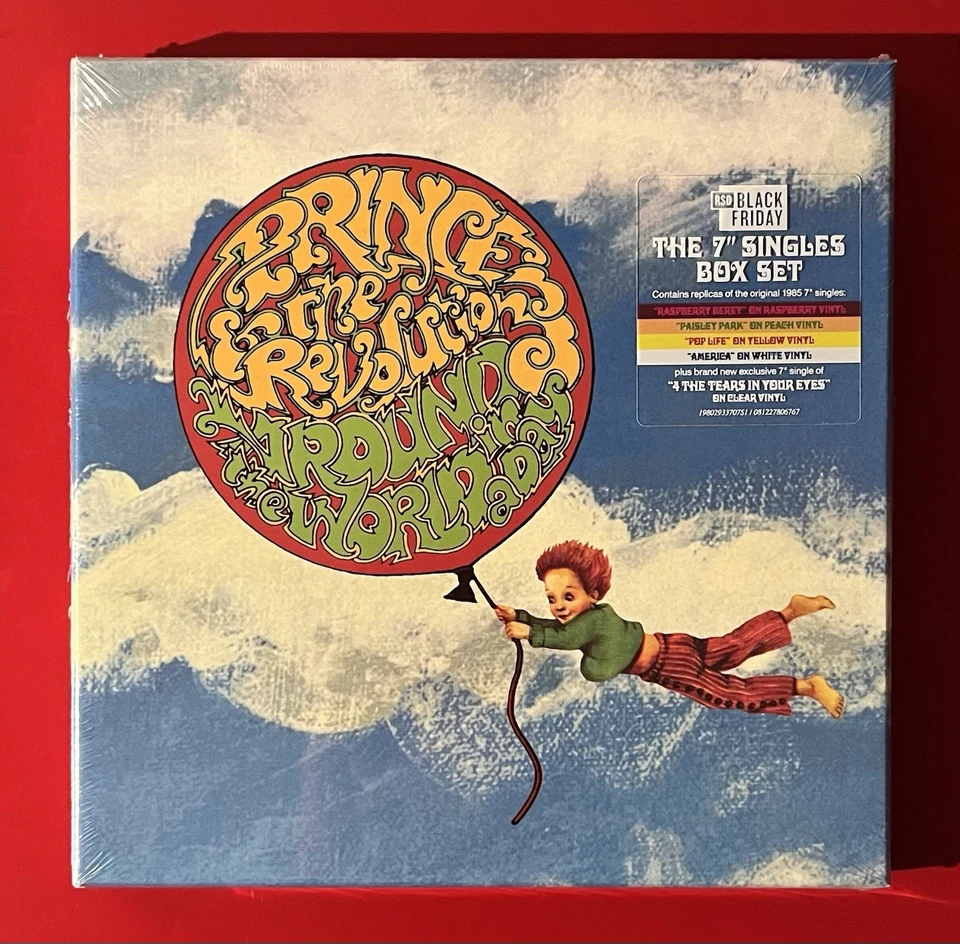 PRINCE
& the
Revolution
AROUND
the WORLD in a Day
RSD BLACK
FRIDAY
THE 7" SINGLES
BOX SET
Contains replicas of the original 1985 7" singles:
"RASPBERRY BERET" ON RASPBERRY VINYL
"PAISLEY PARK" ON PEACH VINYL
"POP LIFE" ON YELLOW VINYL
"AMERICA" ON WHITE VINYL
plus brand new exclusive 7" single of
"4 THE TEARS IN YOUR EYES"
ON CLEAR VINYL
198029337075I / 081227806767